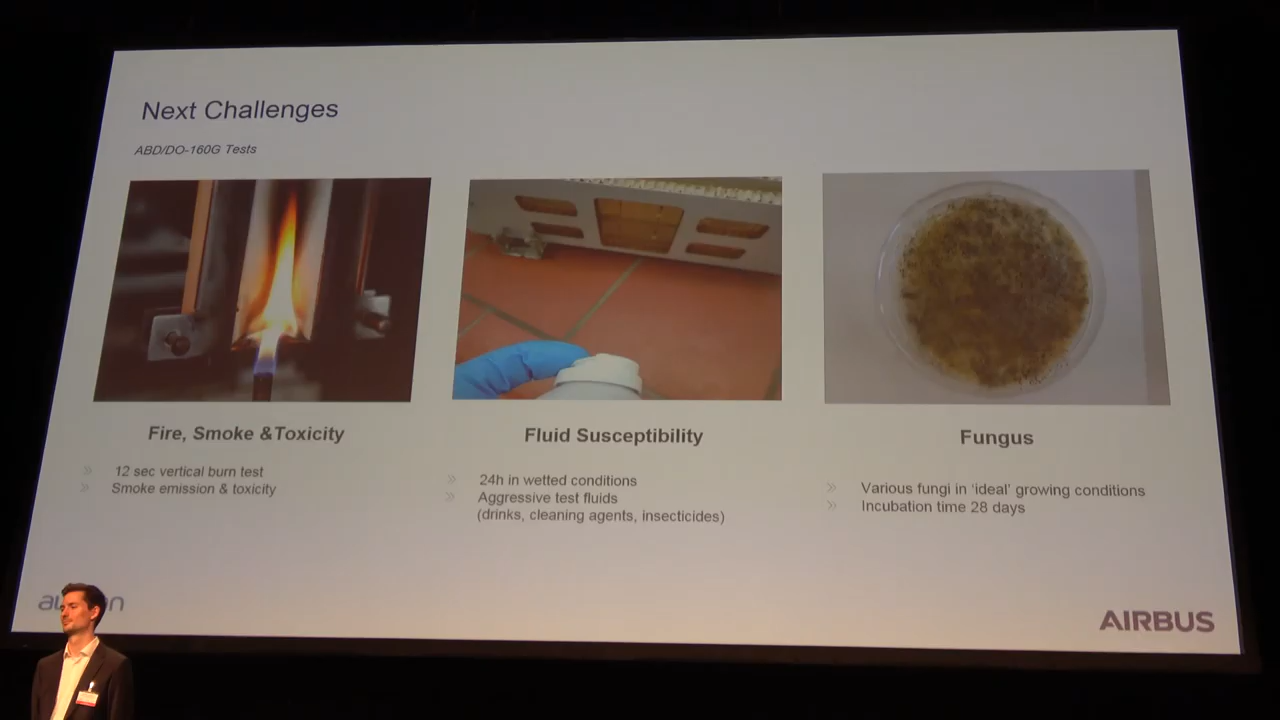 Next Challenges
ABD/DO-160G Tests
Fire, Smoke &Toxicity
» 12 sec vertical burn test
» Smoke emission & toxicity
Fluid Susceptibility
» 24h in wetted conditions
» Aggressive test fluids
(drinks, cleaning agents, insecticides)
Fungus
» Various fungi in ‘ideal’ growing conditions
» Incubation time 28 days
AIRBUS